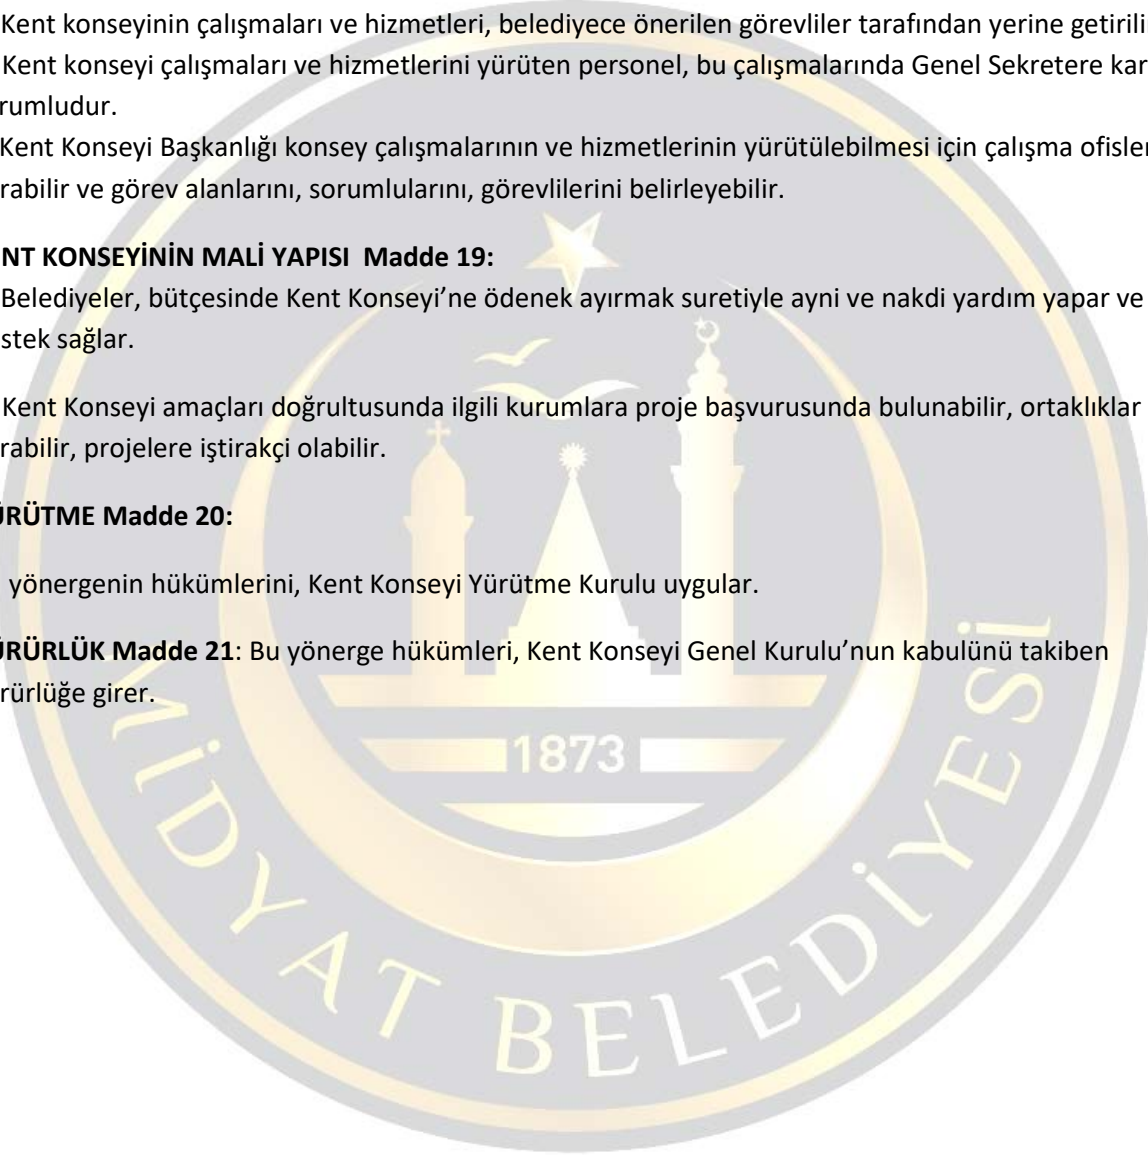 Kent konseyinin çalışmaları ve hizmetleri, belediyece önerilen görevliler tarafından yerine getirili
Kent konseyi çalışmaları ve hizmetlerini yürüten personel, bu çalışmalarında Genel Sekretere kar
rumludur.
Kent Konseyi Başkanlığı konsey çalışmalarının ve hizmetlerinin yürütülebilmesi için çalışma ofisler
rabilir ve görev alanlarını, sorumlularını, görevlilerini belirleyebilir.
NT KONSEYİNİN MALİ YAPISI Madde 19:
Belediyeler, bütçesinde Kent Konseyi’ne ödenek ayırmak suretiyle ayni ve nakdi yardım yapar ve
stek sağlar.
Kent Konseyi amaçları doğrultusunda ilgili kurumlara proje başvurusunda bulunabilir, ortaklıklar
rabilir, projelere iştirakçi olabilir.
ÜRÜTME Madde 20:
yönergenin hükümlerini, Kent Konseyi Yürütme Kurulu uygular.
ÜRÜRLÜK Madde 21: Bu yönerge hükümleri, Kent Konseyi Genel Kurulu’nun kabulünü takiben
rürlüğe girer.
1873
MİDYAT BELEDİYESİ